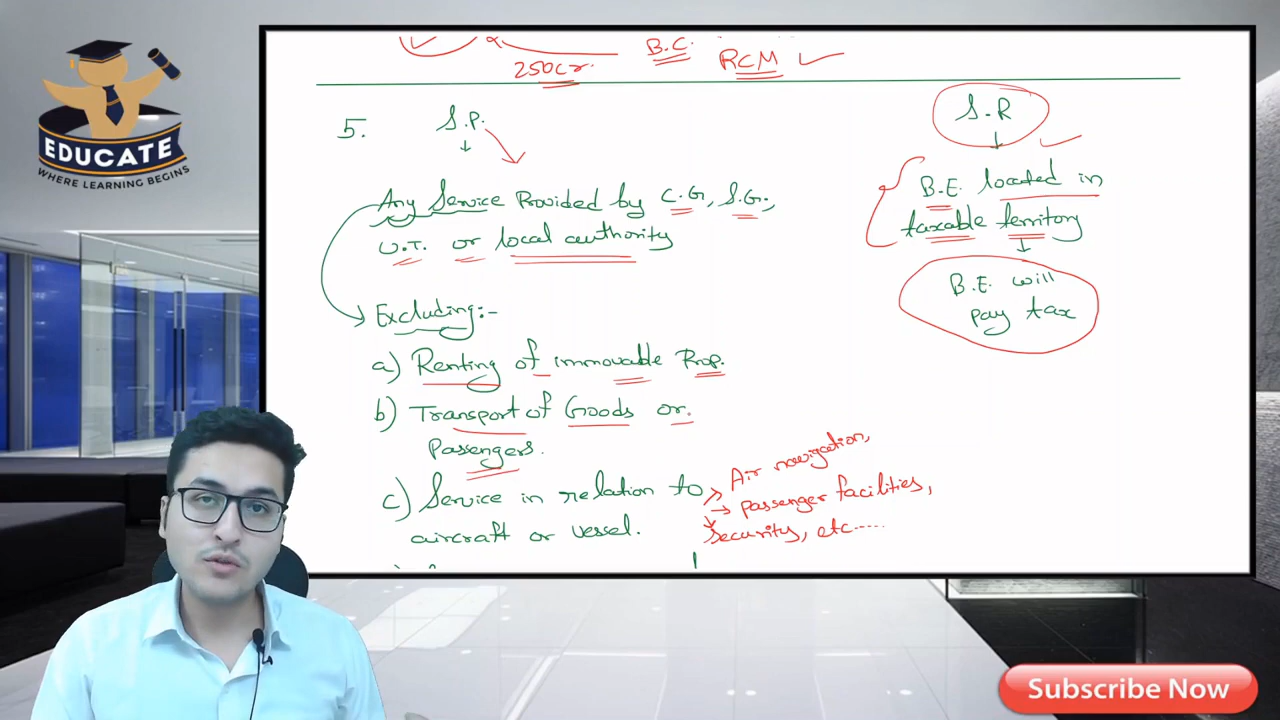 B.C.
250Cr.
RCM
5.
S.P.
Any Service Provided by C.G, S.G.,
U.T. or local authority
Excluding:-
a) Renting of immovable Prop.
b) Transport of Goods or
Passengers.
c) Service in relation to
aircraft or vessel.
Air navigation,
passenger facilities,
security, etc.....
S.R
B.E. located in
taxable territory
B.E. will
pay tax
EDUCATE
WHERE LEARNING BEGINS
Subscribe Now